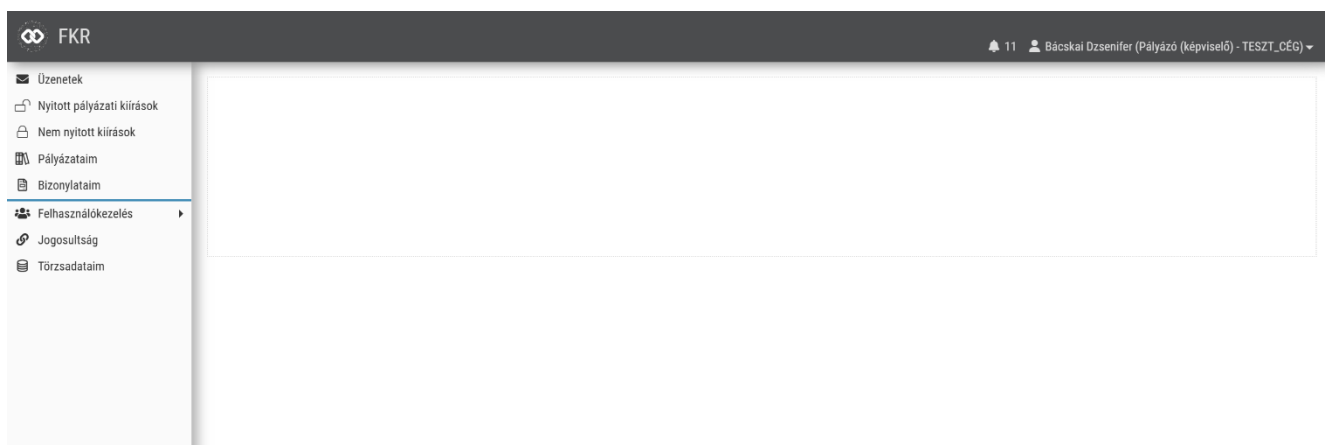 FKR
11 Bácskai Dzsenifer (Pályázó (képviselő) - TESZT_CÉG)
Üzenetek
Nyitott pályázati kiírások
Nem nyitott kiírások
Pályázataim
Bizonylataim
Felhasználókezelés
Jogosultság
Törzsadataim